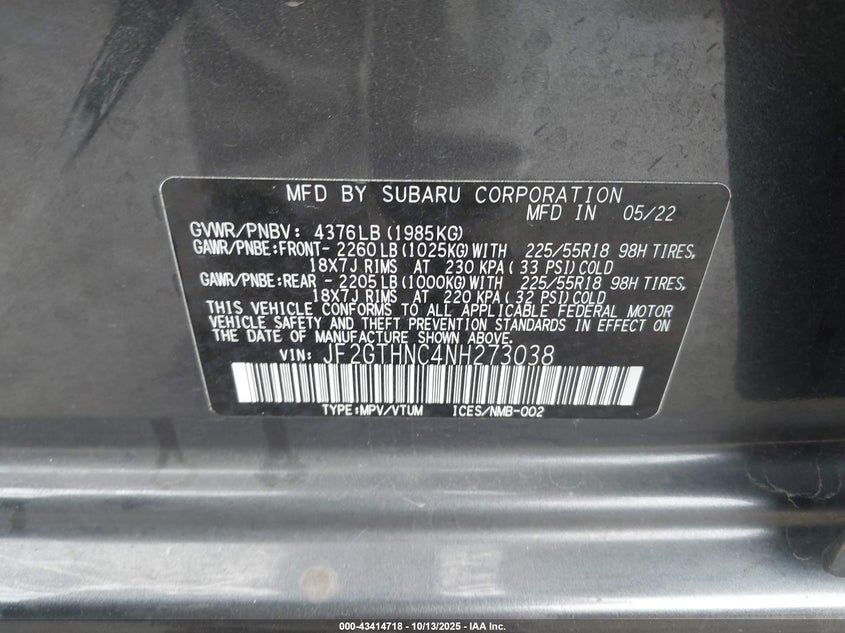 MFD BY SUBARU CORPORATION
MFD IN 05/22
GVWR/PNBV: 4376LB (1985KG)
GAWR/PNBE:FRONT- 2260LB (1025KG) WITH 225/55R18 98H TIRES,
18X7J RIMS AT 230 KPA ( 33 PSI) COLD
GAWR/PNBE:REAR - 2205LB (1000KG) WITH 225/55R18 98H TIRES,
18X7J RIMS AT 220 KPA ( 32 PSI) COLD
THIS VEHICLE CONFORMS TO ALL APPLICABLE FEDERAL MOTOR
VEHICLE SAFETY AND THEFT PREVENTION STANDARDS IN EFFECT ON
THE DATE OF MANUFACTURE SHOWN ABOVE.
VIN: JF2GTHNC4NH273038
TYPE:MPV/VTUM ICES/NMB-002
000-43414718 - 10/13/2025 - IAA Inc.